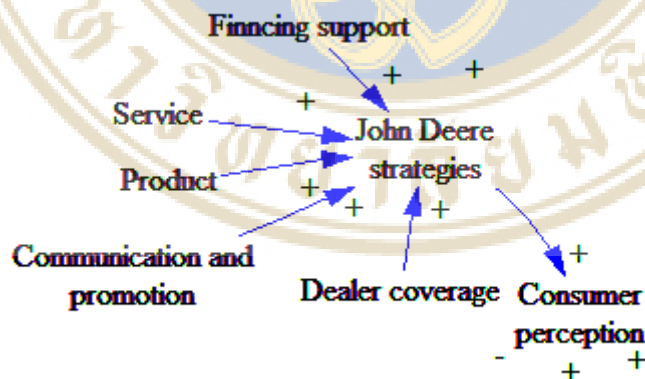 Finncing support
+ +
+
Service
John Deere
strategies
Product
+
+
+
Communication and
promotion
Dealer coverage
+
Consumer
perception
- + +